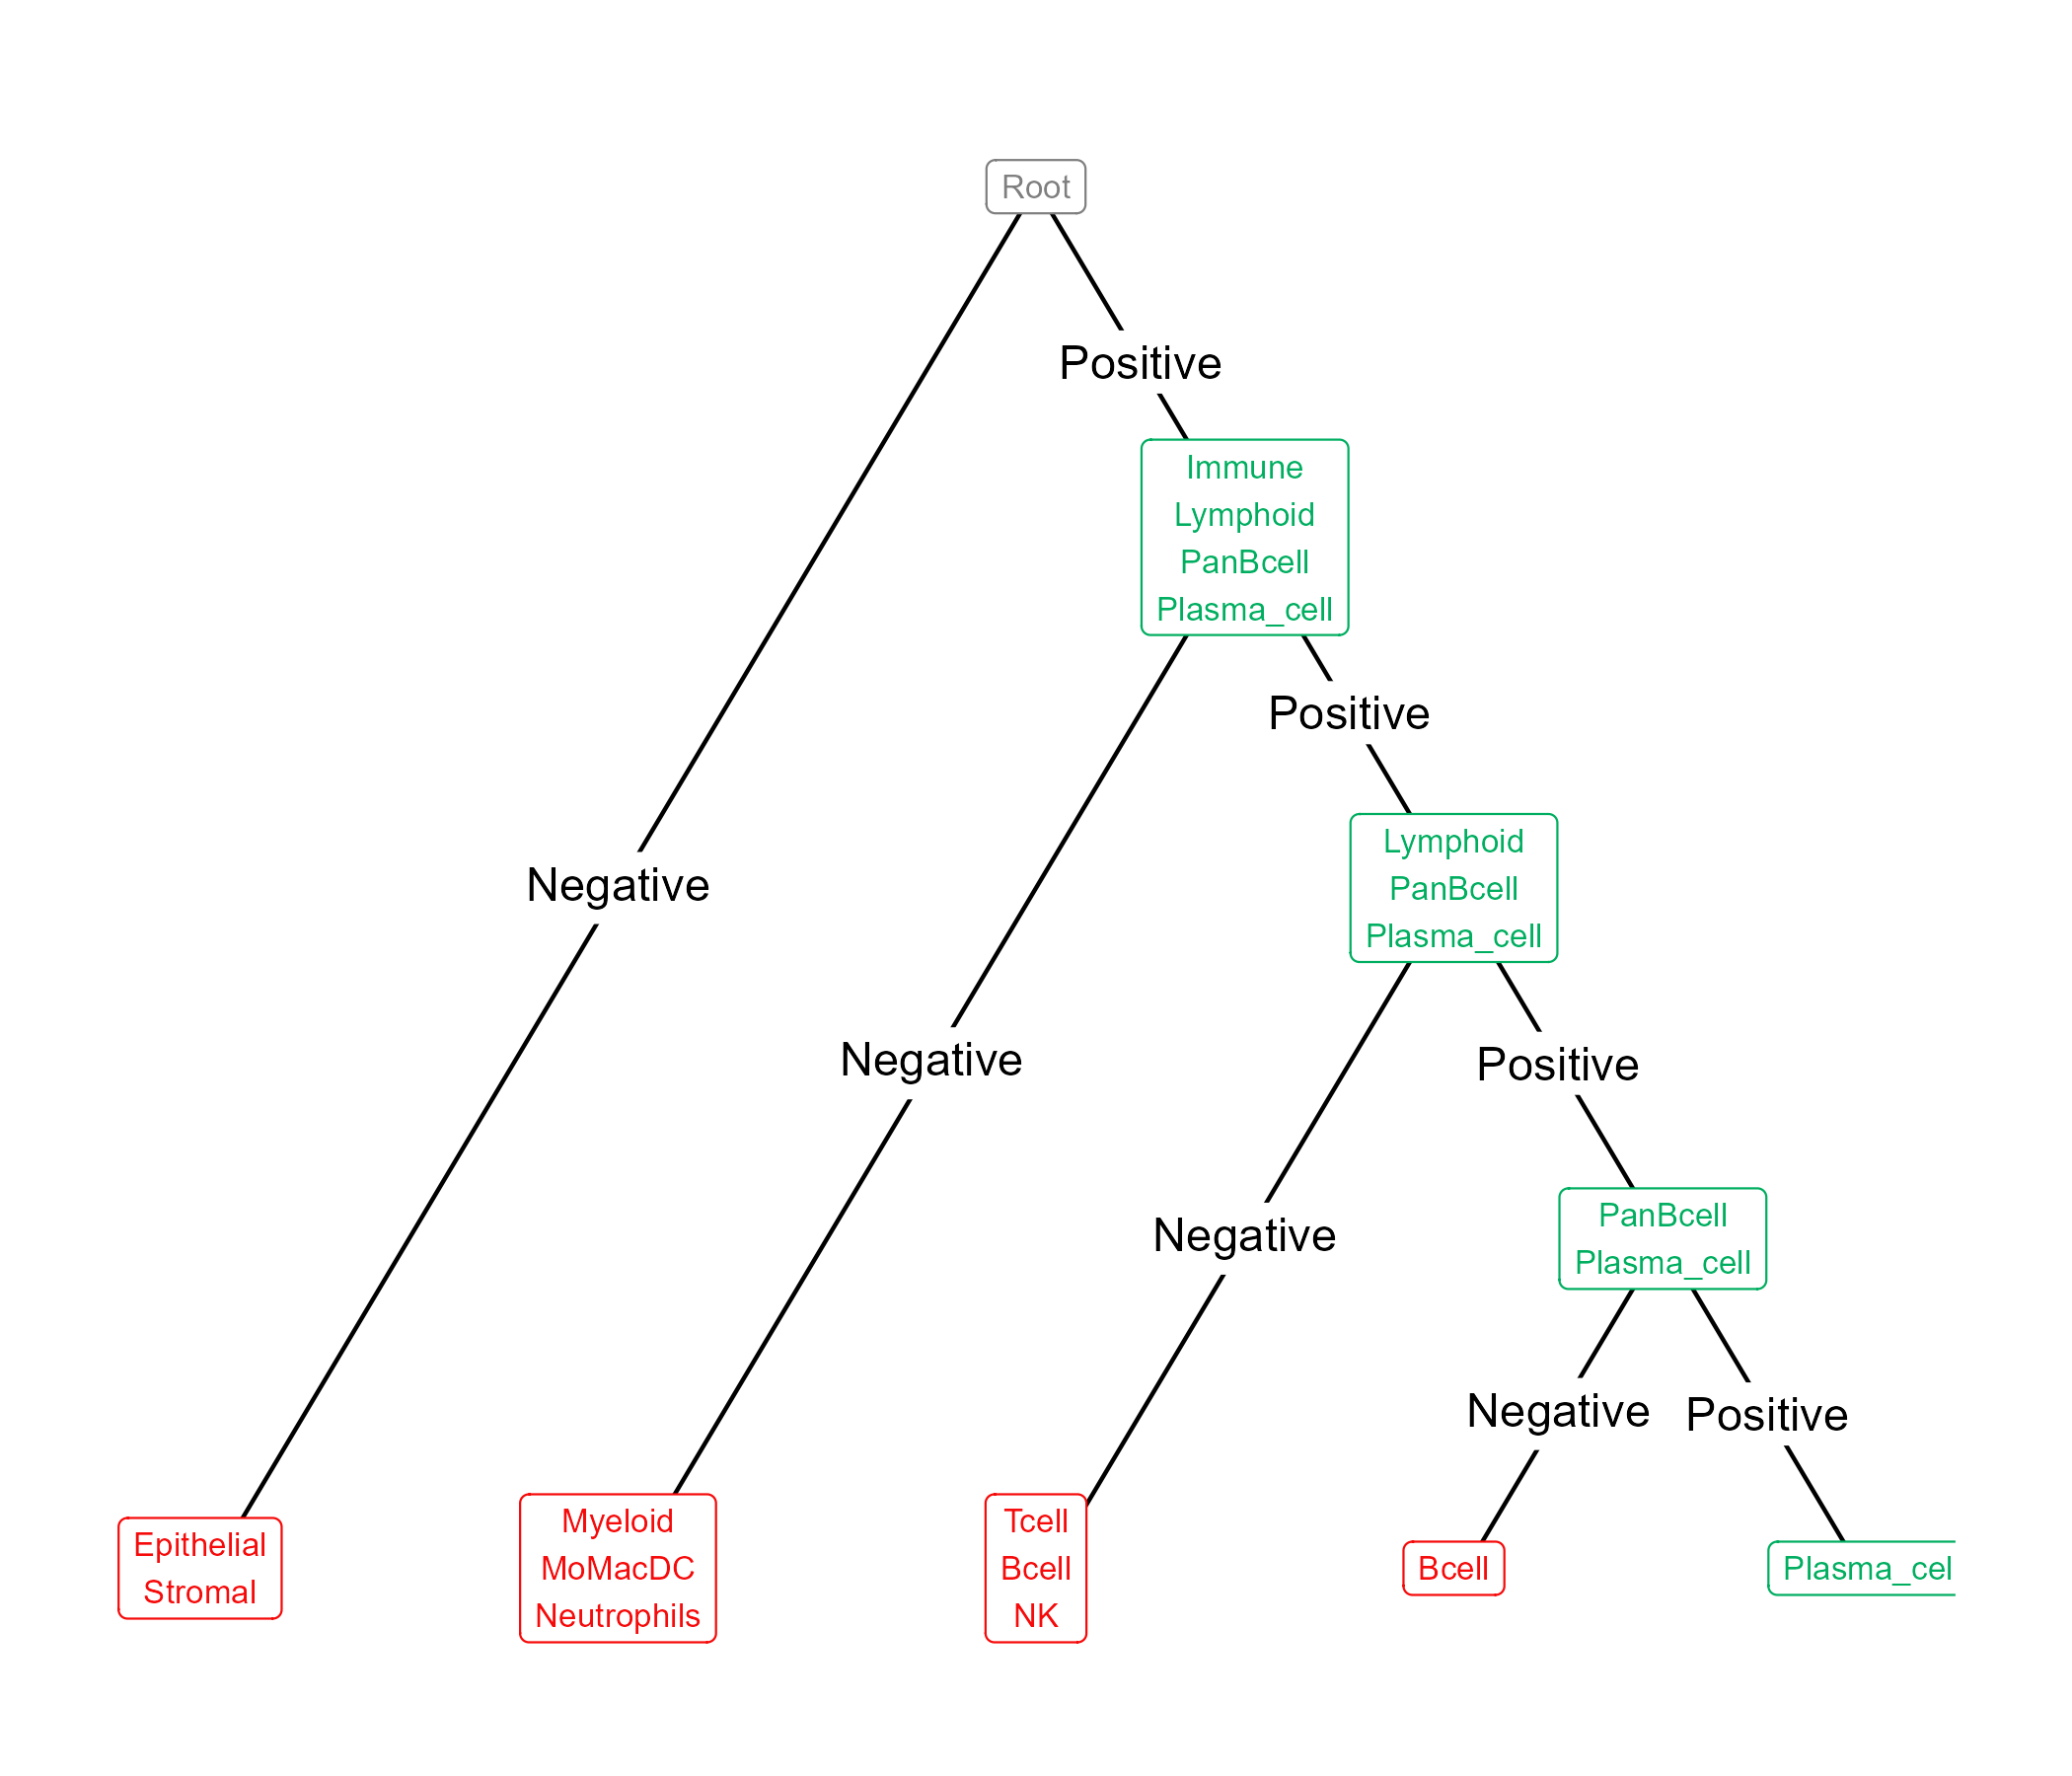 Root
Positive
Immune
Lymphoid
PanBcell
Plasma_cell
Positive
Lymphoid
PanBcell
Plasma_cell
Negative
Negative
Positive
Negative
PanBcell
Plasma_cell
Negative
Positive
Epithelial
Stromal
Myeloid
MoMacDC
Neutrophils
Tcell
Bcell
NK
Bcell
Plasma_cel